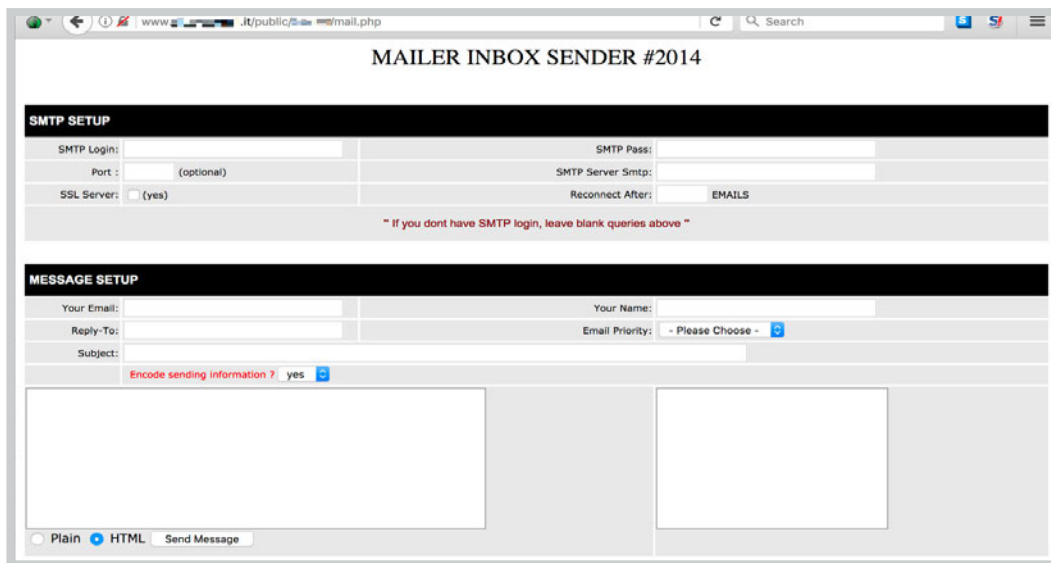 www .it/public/ /mail.php Search S S!
MAILER INBOX SENDER #2014
SMTP SETUP
SMTP Login: SMTP Pass:
Port : (optional) SMTP Server Smtp:
SSL Server: (yes) Reconnect After: EMAILS
" If you dont have SMTP login, leave blank queries above "
MESSAGE SETUP
Your Email: Your Name:
Reply-To: Email Priority: - Please Choose -
Subject:
Encode sending information ? yes
Plain HTML Send Message